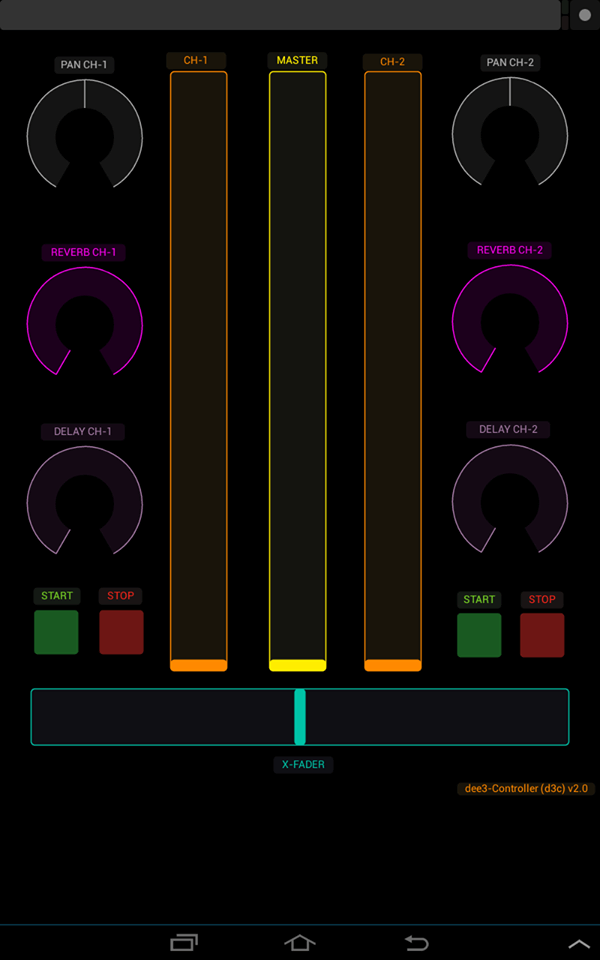 PAN CH-1
CH-1
MASTER
CH-2
PAN CH-2
REVERB CH-1
REVERB CH-2
DELAY CH-1
DELAY CH-2
START
STOP
START
STOP
X-FADER
dee3-Controller (d3c) v2.0